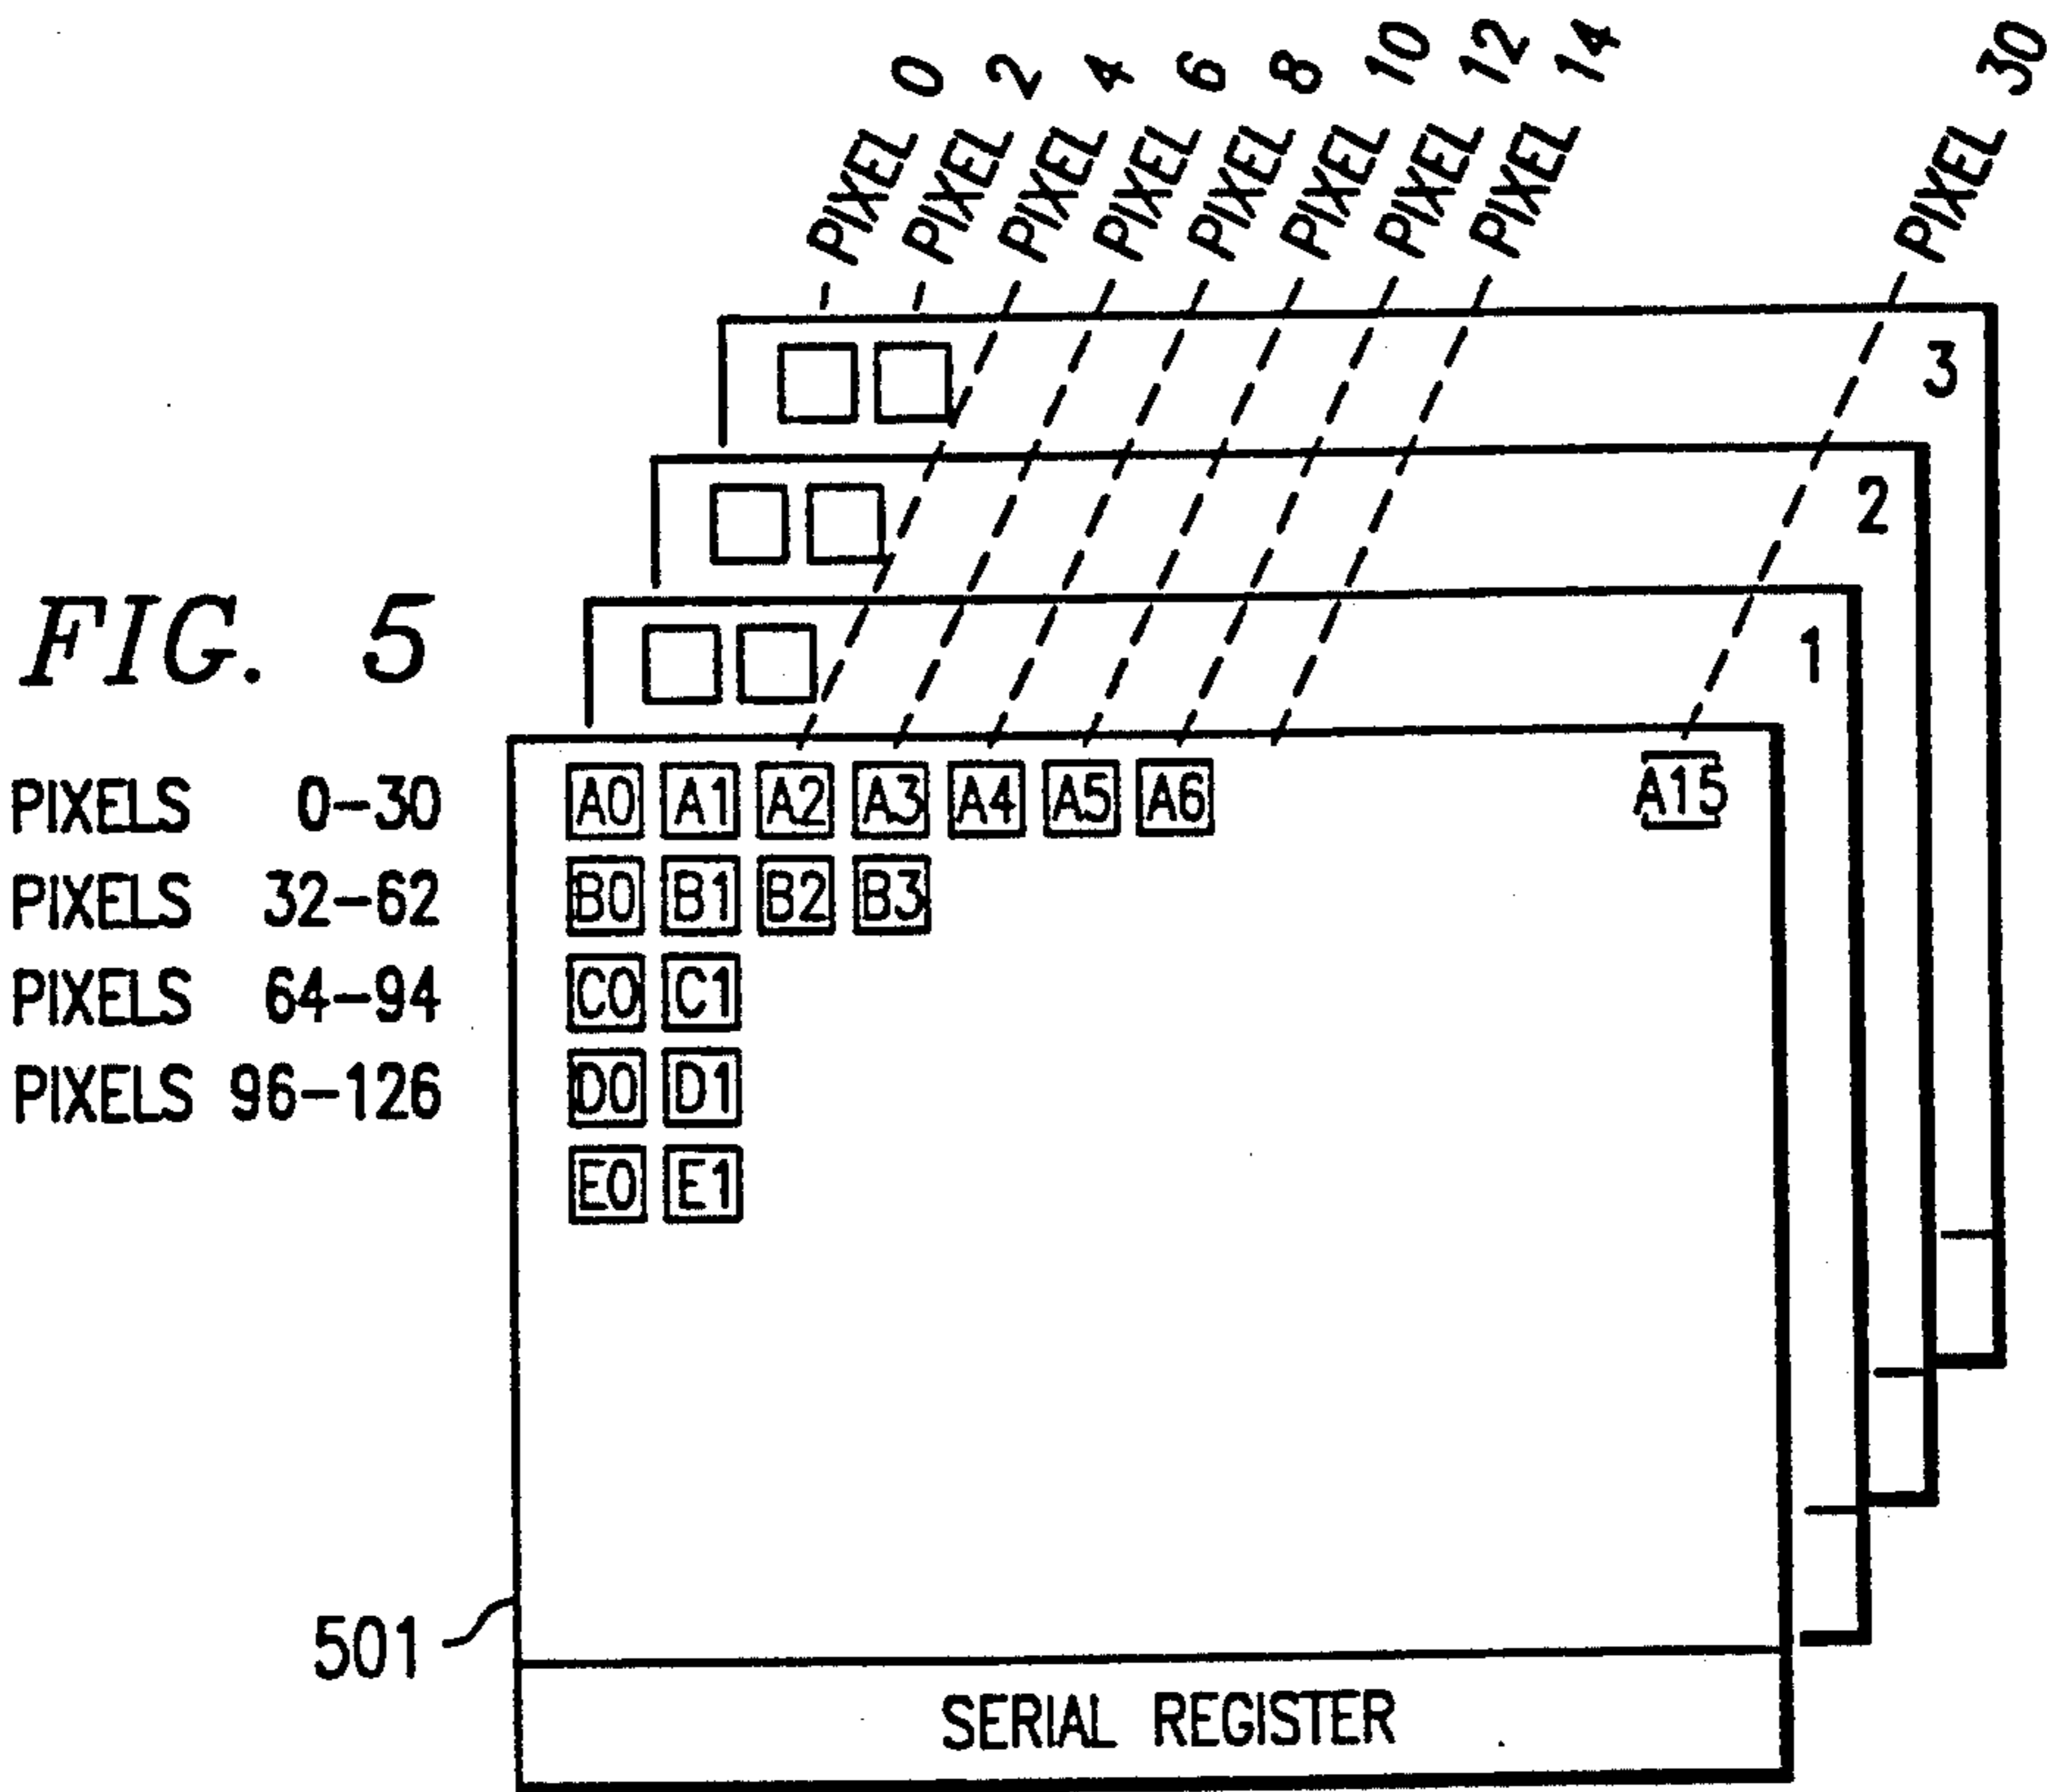 PIXEL 0
PIXEL 2
PIXEL 4
PIXEL 6
PIXEL 8
PIXEL 10
PIXEL 12
PIXEL 14
PIXEL 30
3
2
1
FIG. 5
PIXELS 0-30
A0 A1 A2 A3 A4 A5 A6 A15
PIXELS 32-62
B0 B1 B2 B3
PIXELS 64-94
C0 C1
PIXELS 96-126
D0 D1
E0 E1
501
SERIAL REGISTER